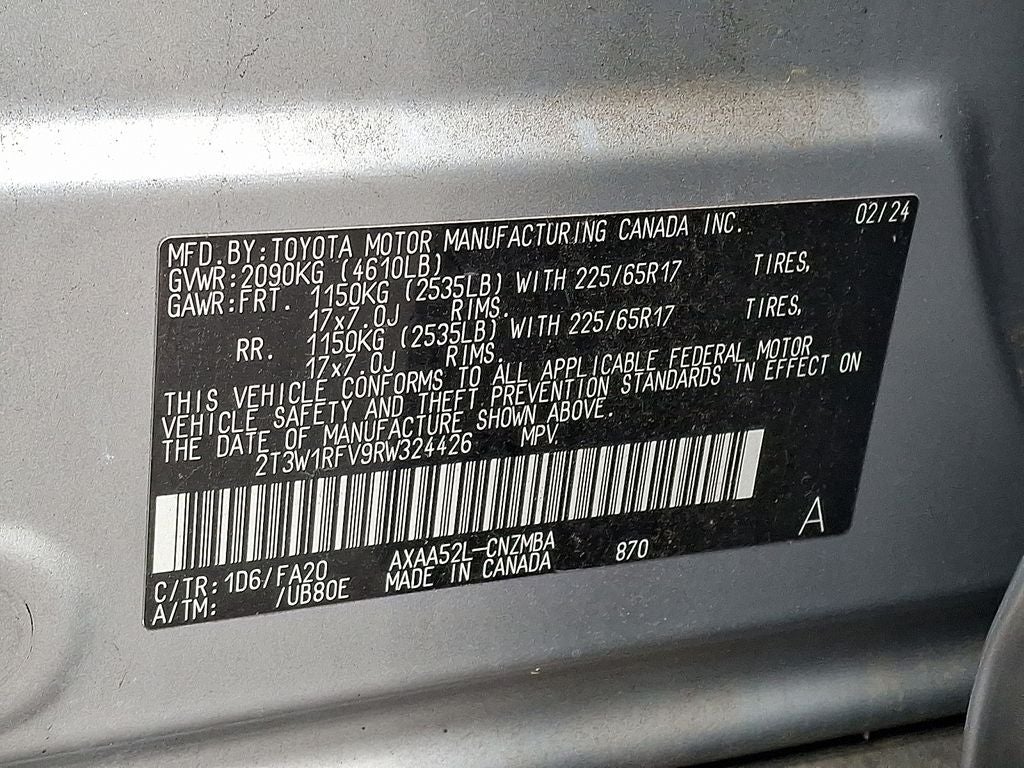 MFD. BY: TOYOTA MOTOR MANUFACTURING CANADA INC. 02/24
GVWR: 2090KG (4610LB)
GAWR: FRT. 1150KG (2535LB) WITH 225/65R17 TIRES,
17x7.0J RIMS.
RR. 1150KG (2535LB) WITH 225/65R17 TIRES,
17x7.0J RIMS.
THIS VEHICLE CONFORMS TO ALL APPLICABLE FEDERAL MOTOR
VEHICLE SAFETY AND THEFT PREVENTION STANDARDS IN EFFECT ON
THE DATE OF MANUFACTURE SHOWN ABOVE.
2T3W1RFV9RW324426 MPV
A
AXAA52L-CNZMBA 870
C/TR: 1D6/FA20 MADE IN CANADA
A/TM: /UB80E